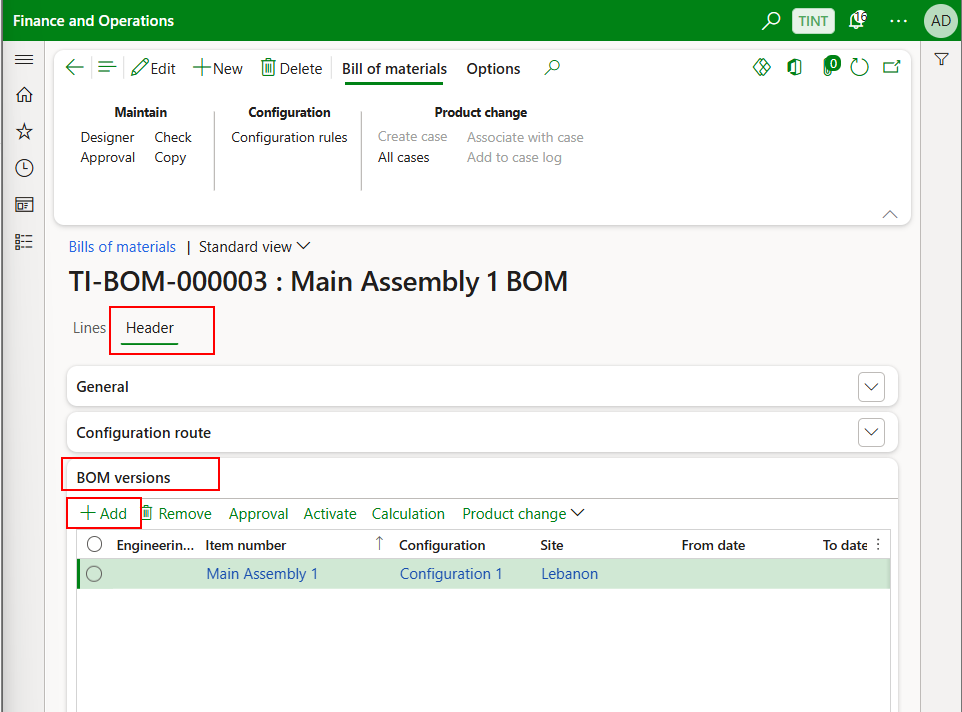 Finance and Operations TINT 16 AD
Edit New Delete Bill of materials Options 0
Maintain Configuration Product change
Designer Check Configuration rules Create case Associate with case
Approval Copy All cases Add to case log
Bills of materials | Standard view
TI-BOM-000003 : Main Assembly 1 BOM
Lines Header
General
Configuration route
BOM versions
Add Remove Approval Activate Calculation Product change
Engineerin... Item number Configuration Site From date To date
Main Assembly 1 Configuration 1 Lebanon